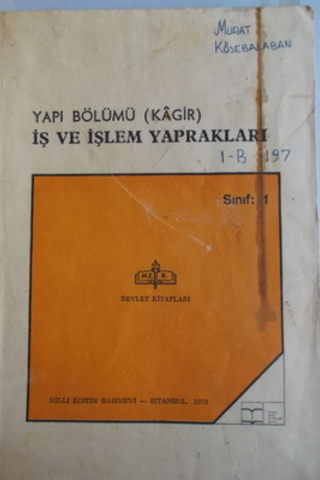 MURAT
KÖSEBALABAN
YAPI BÖLÜMÜ (KÂGİR)
İŞ VE İŞLEM YAPRAKLARI
1-B 197
Sınıf: 1
M.E.B.
DEVLET KİTAPLARI
MİLLİ EĞİTİM BASIMEVİ — İSTANBUL 1979